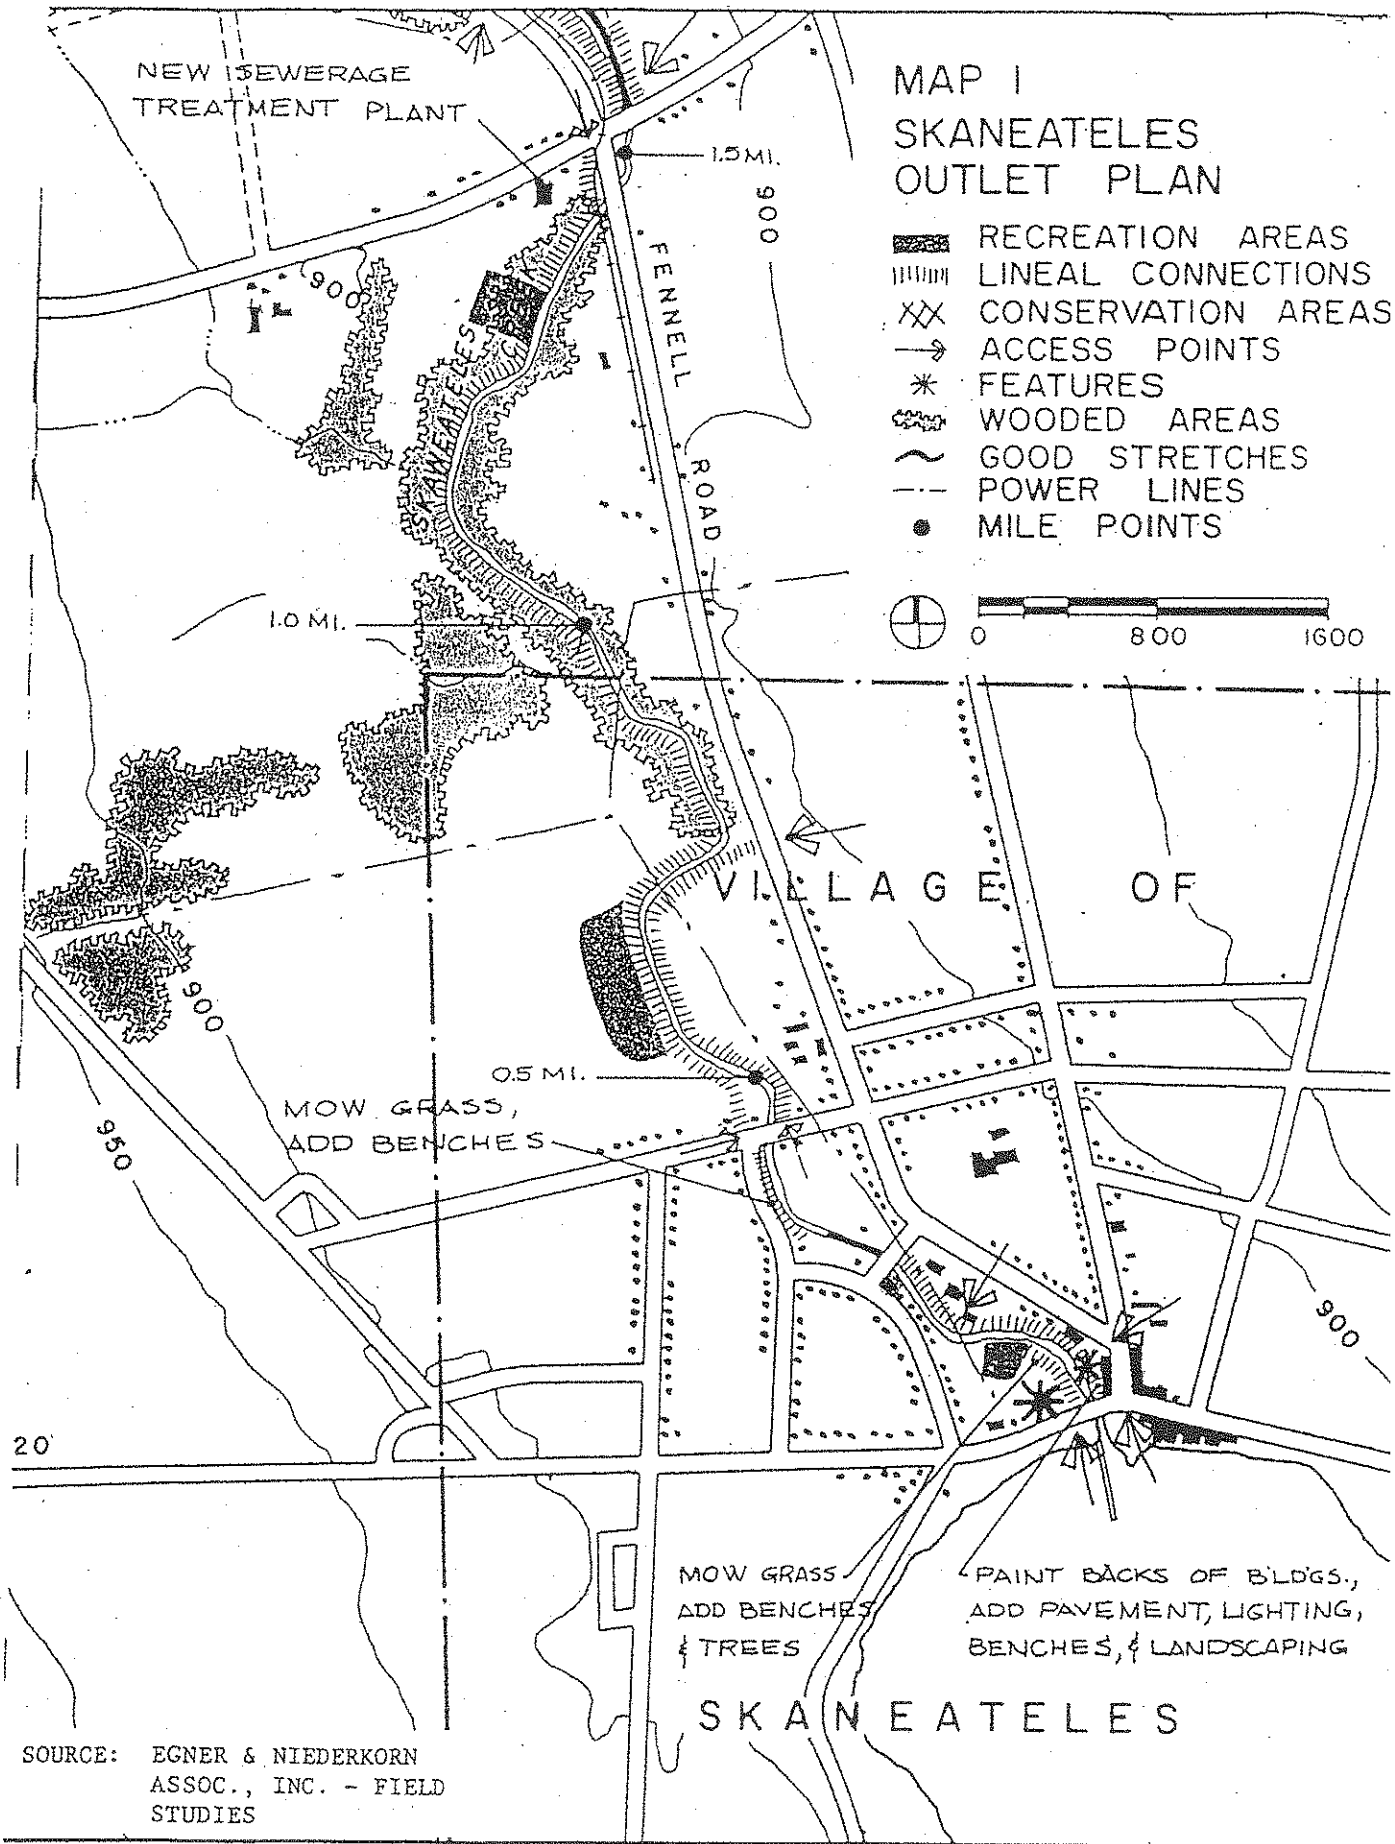 NEW SEWERAGE
TREATMENT PLANT
MAP I
SKANEATELES
OUTLET PLAN
RECREATION AREAS
LINEAL CONNECTIONS
CONSERVATION AREAS
ACCESS POINTS
FEATURES
WOODED AREAS
GOOD STRETCHES
POWER LINES
MILE POINTS
0 800 1600
1.5 MI.
900
FENNELL ROAD
900
SKANEATELES CREEK
1.0 MI.
VILLAGE OF
900
0.5 MI.
MOW GRASS,
ADD BENCHES
950
900
20
MOW GRASS
ADD BENCHES
& TREES
PAINT BACKS OF BLDGS.,
ADD PAVEMENT, LIGHTING,
BENCHES, & LANDSCAPING
SKANEATELES
SOURCE: EGNER & NIEDERKORN
ASSOC., INC. - FIELD
STUDIES